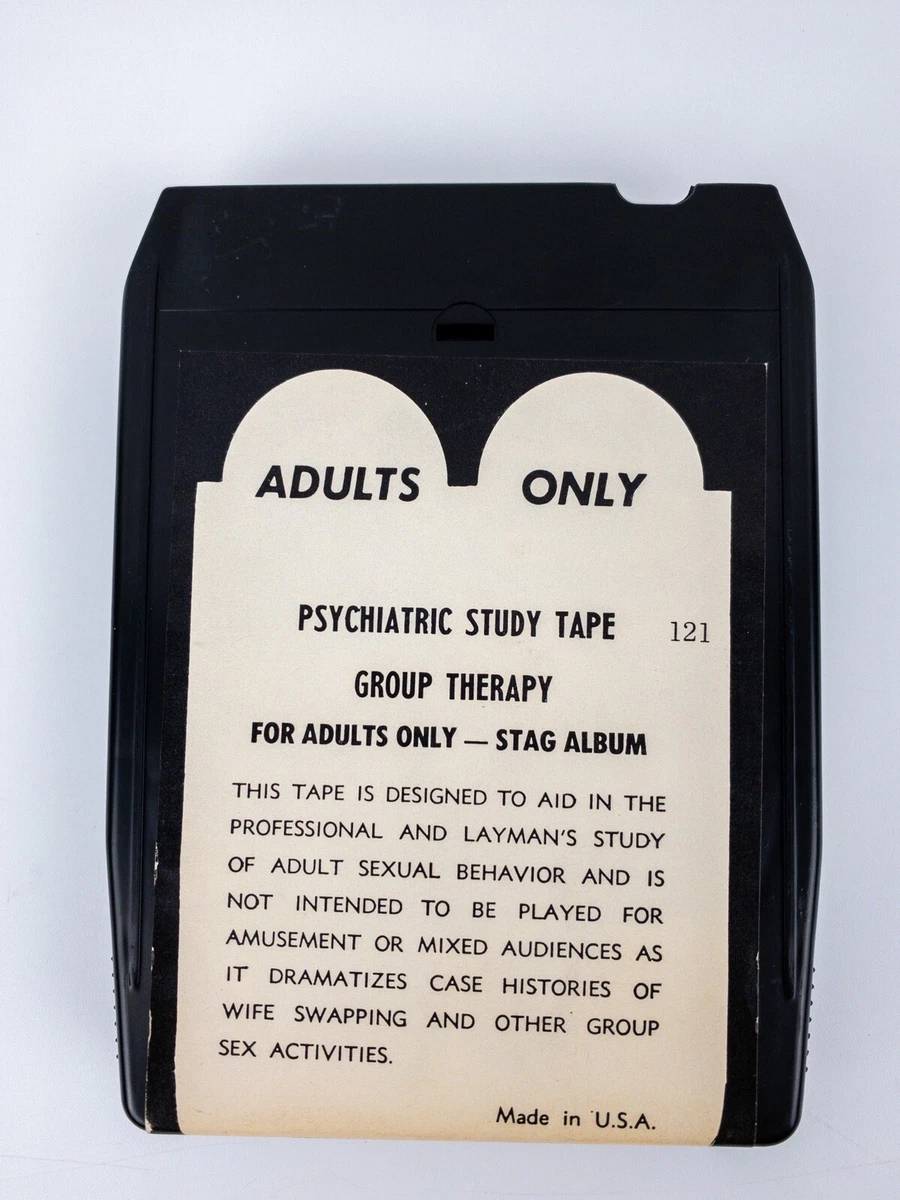 ADULTS ONLY
PSYCHIATRIC STUDY TAPE 121
GROUP THERAPY
FOR ADULTS ONLY — STAG ALBUM
THIS TAPE IS DESIGNED TO AID IN THE
PROFESSIONAL AND LAYMAN'S STUDY
OF ADULT SEXUAL BEHAVIOR AND IS
NOT INTENDED TO BE PLAYED FOR
AMUSEMENT OR MIXED AUDIENCES AS
IT DRAMATIZES CASE HISTORIES OF
WIFE SWAPPING AND OTHER GROUP
SEX ACTIVITIES.
Made in U.S.A.